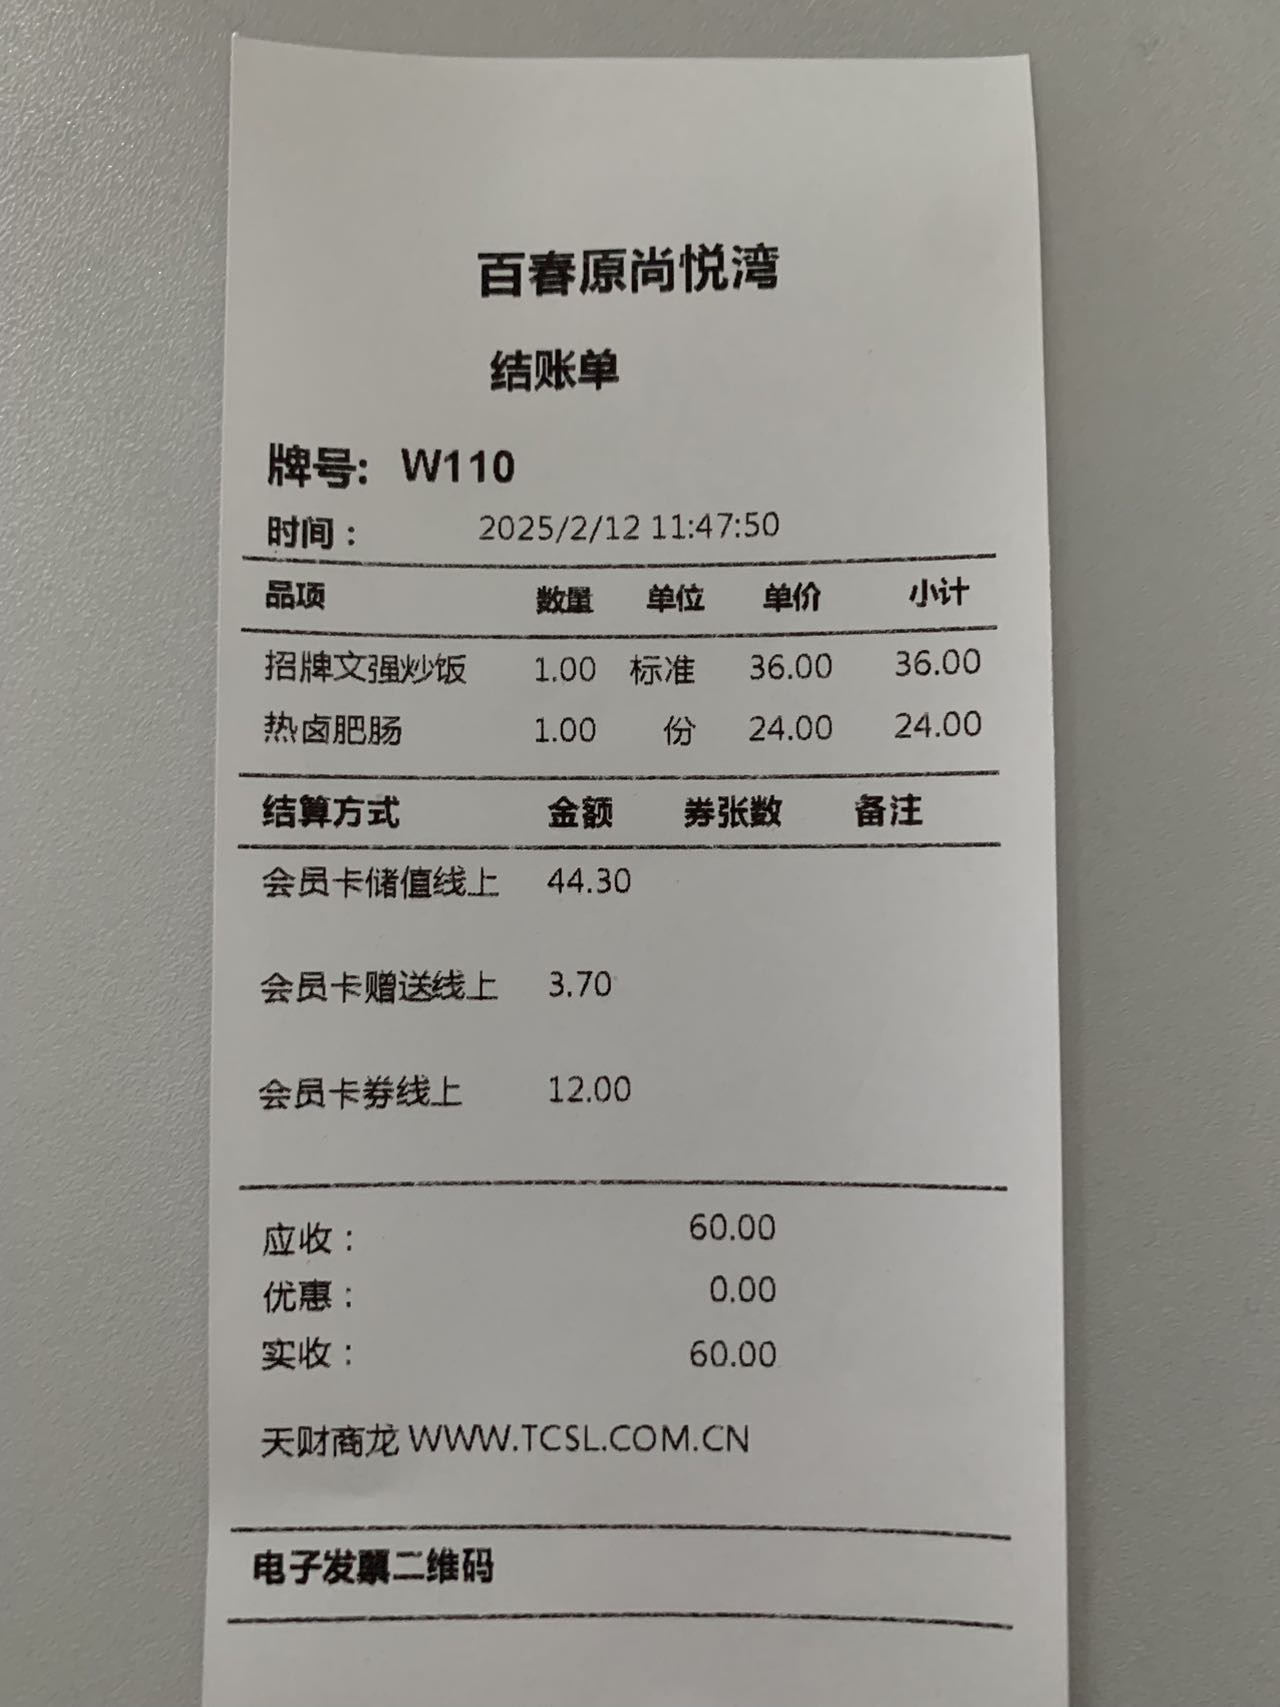 百春原尚悦湾
结账单
牌号: W110
时间： 2025/2/12 11:47:50
品项 数量 单位 单价 小计
招牌文强炒饭 1.00 标准 36.00 36.00
热卤肥肠 1.00 份 24.00 24.00
结算方式 金额 券张数 备注
会员卡储值线上 44.30
会员卡赠送线上 3.70
会员卡券线上 12.00
应收： 60.00
优惠： 0.00
实收： 60.00
天财商龙 WWW.TCSL.COM.CN
电子发票二维码